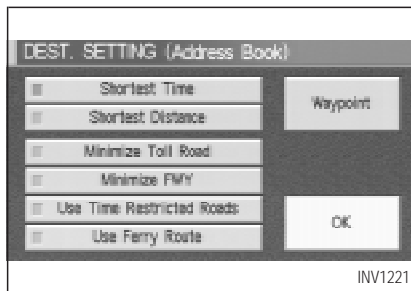 DEST. SETTING (Address Book)
Shortest Time
Waypoint
Shortest Distance
Minimize Toll Road
Minimize FWY
Use Time Restricted Roads
OK
Use Ferry Route
INV1221